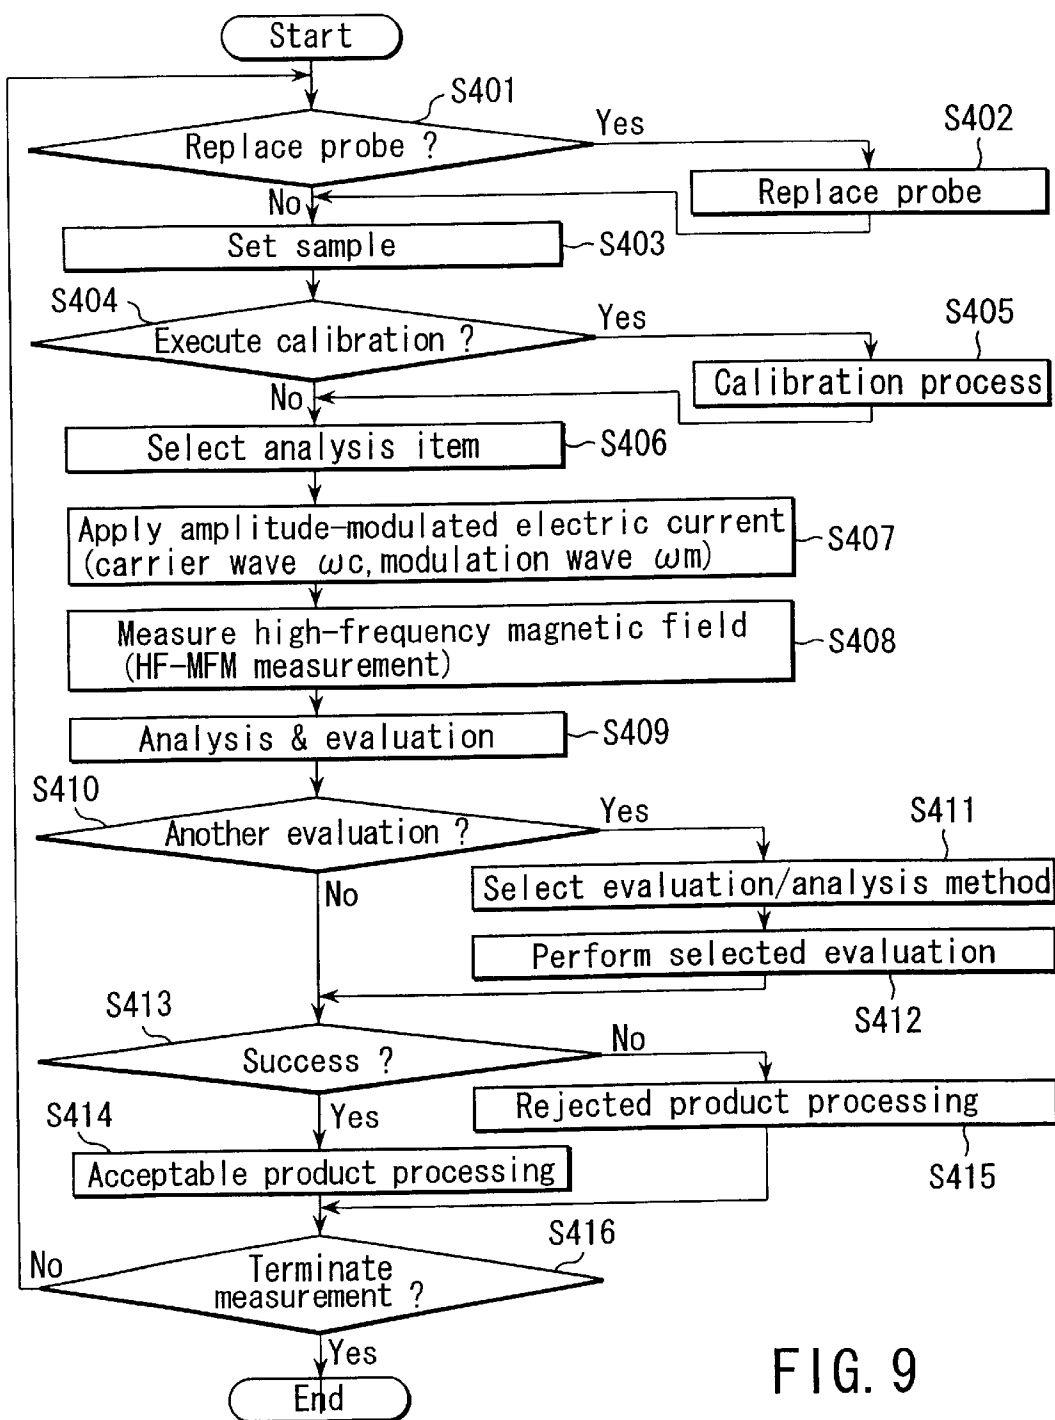 Start
S401
Replace probe ?
Yes
S402
Replace probe
No
Set sample
S403
S404
Execute calibration ?
Yes
S405
Calibration process
No
Select analysis item
S406
Apply amplitude-modulated electric current
(carrier wave ωc, modulation wave ωm)
S407
Measure high-frequency magnetic field
(HF-MFM measurement)
S408
Analysis & evaluation
S409
S410
Another evaluation ?
Yes
S411
Select evaluation/analysis method
No
Perform selected evaluation
S412
S413
Success ?
No
Rejected product processing
S415
Yes
S414
Acceptable product processing
S416
No
Terminate
measurement ?
Yes
End
FIG. 9